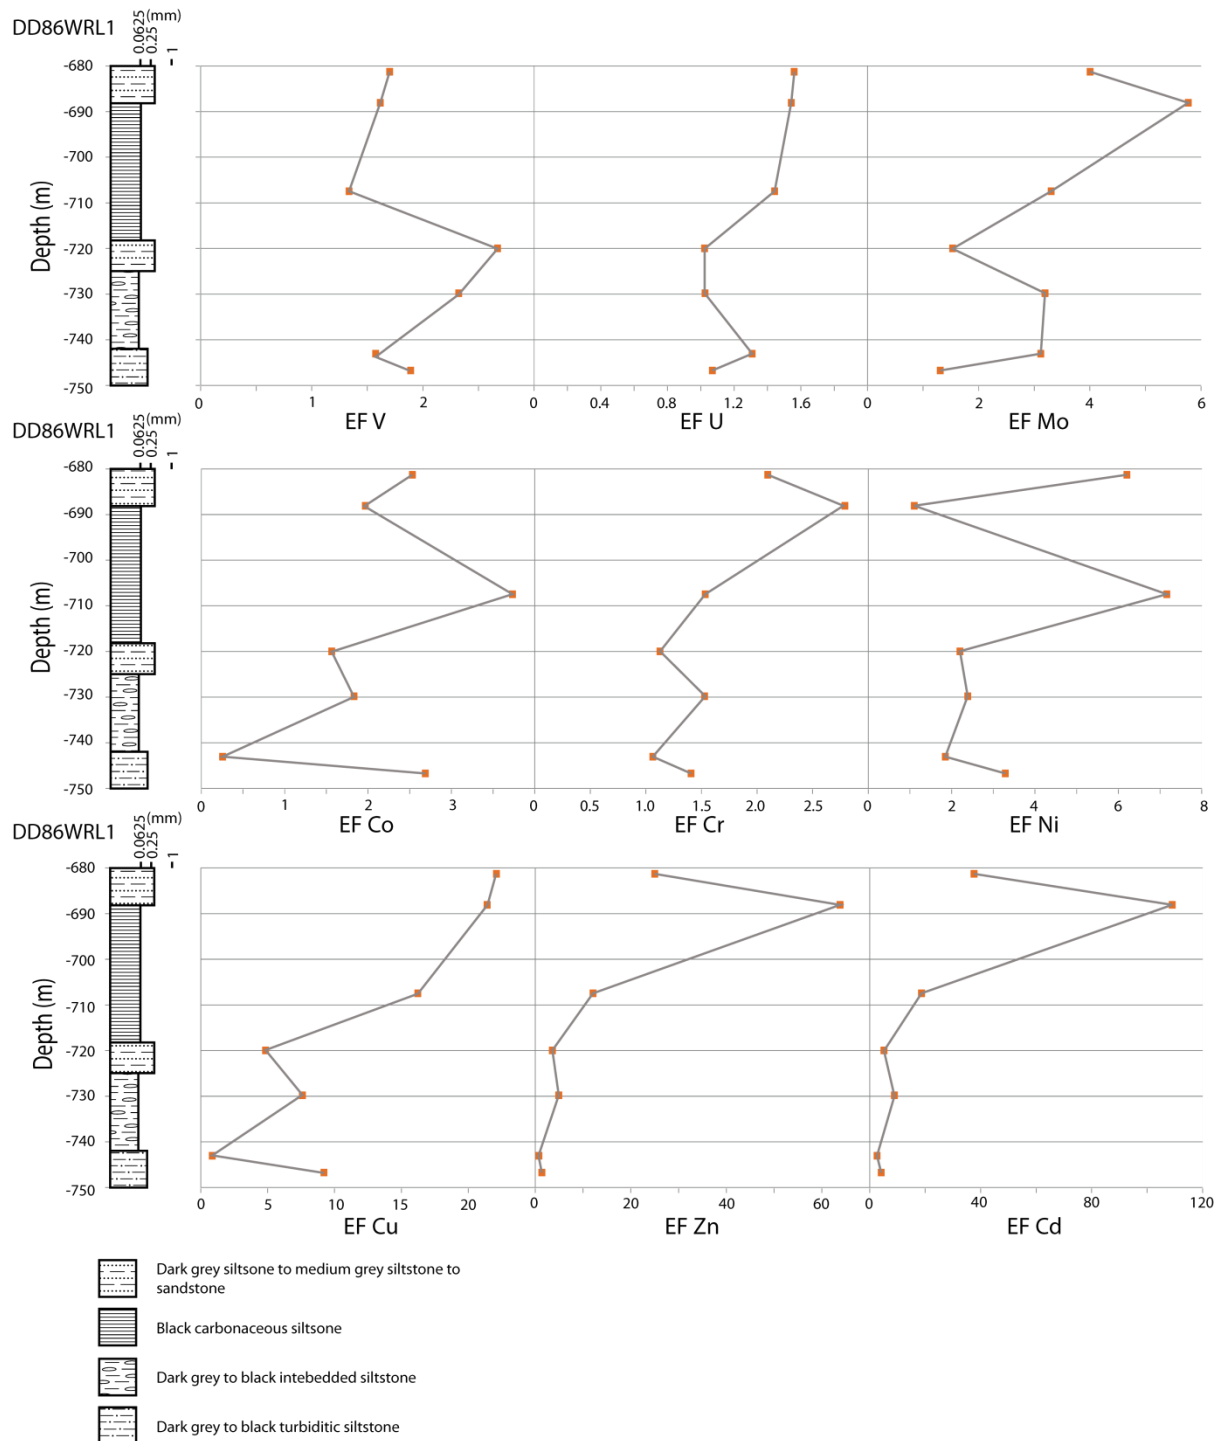 DD86WRL1
0.0625
0.25
(mm)
1
Depth (m)
-680
-690
-700
-710
-720
-730
-740
-750
0 1 2 0 0.4 0.8 1.2 1.6 0 2 4 6
EF V EF U EF Mo
DD86WRL1
0.0625
0.25
(mm)
1
Depth (m)
-680
-690
-700
-710
-720
-730
-740
-750
0 1 2 3 0 0.5 1.0 1.5 2.0 2.5 0 2 4 6 8
EF Co EF Cr EF Ni
DD86WRL1
0.0625
0.25
(mm)
1
Depth (m)
-680
-690
-700
-710
-720
-730
-740
-750
0 5 10 15 20 0 20 40 60 0 40 80 120
EF Cu EF Zn EF Cd
Dark grey siltsone to medium grey siltstone to
sandstone
Black carbonaceous siltsone
Dark grey to black intebedded siltstone
Dark grey to black turbiditic siltstone